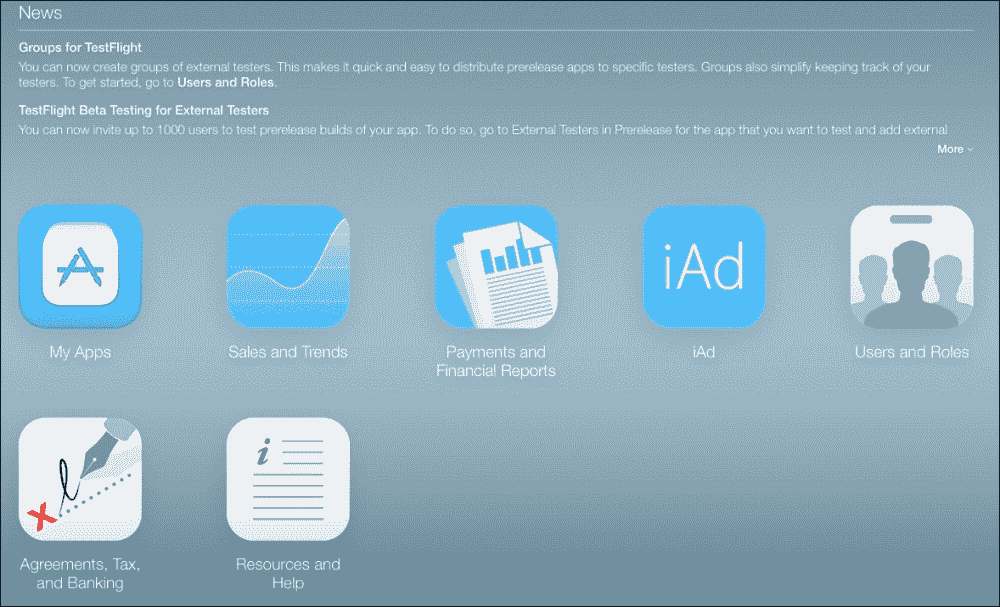 News
Groups for TestFlight
You can now create groups of external testers. This makes it quick and easy to distribute prerelease apps to specific testers. Groups also simplify keeping track of your
testers. To get started, go to Users and Roles.
TestFlight Beta Testing for External Testers
You can now invite up to 1000 users to test prerelease builds of your app. To do so, go to External Testers in Prerelease for the app that you want to test and add external
More
iAd
My Apps
Sales and Trends
Payments and
Financial Reports
iAd
Users and Roles
i
Agreements, Tax,
and Banking
Resources and
Help